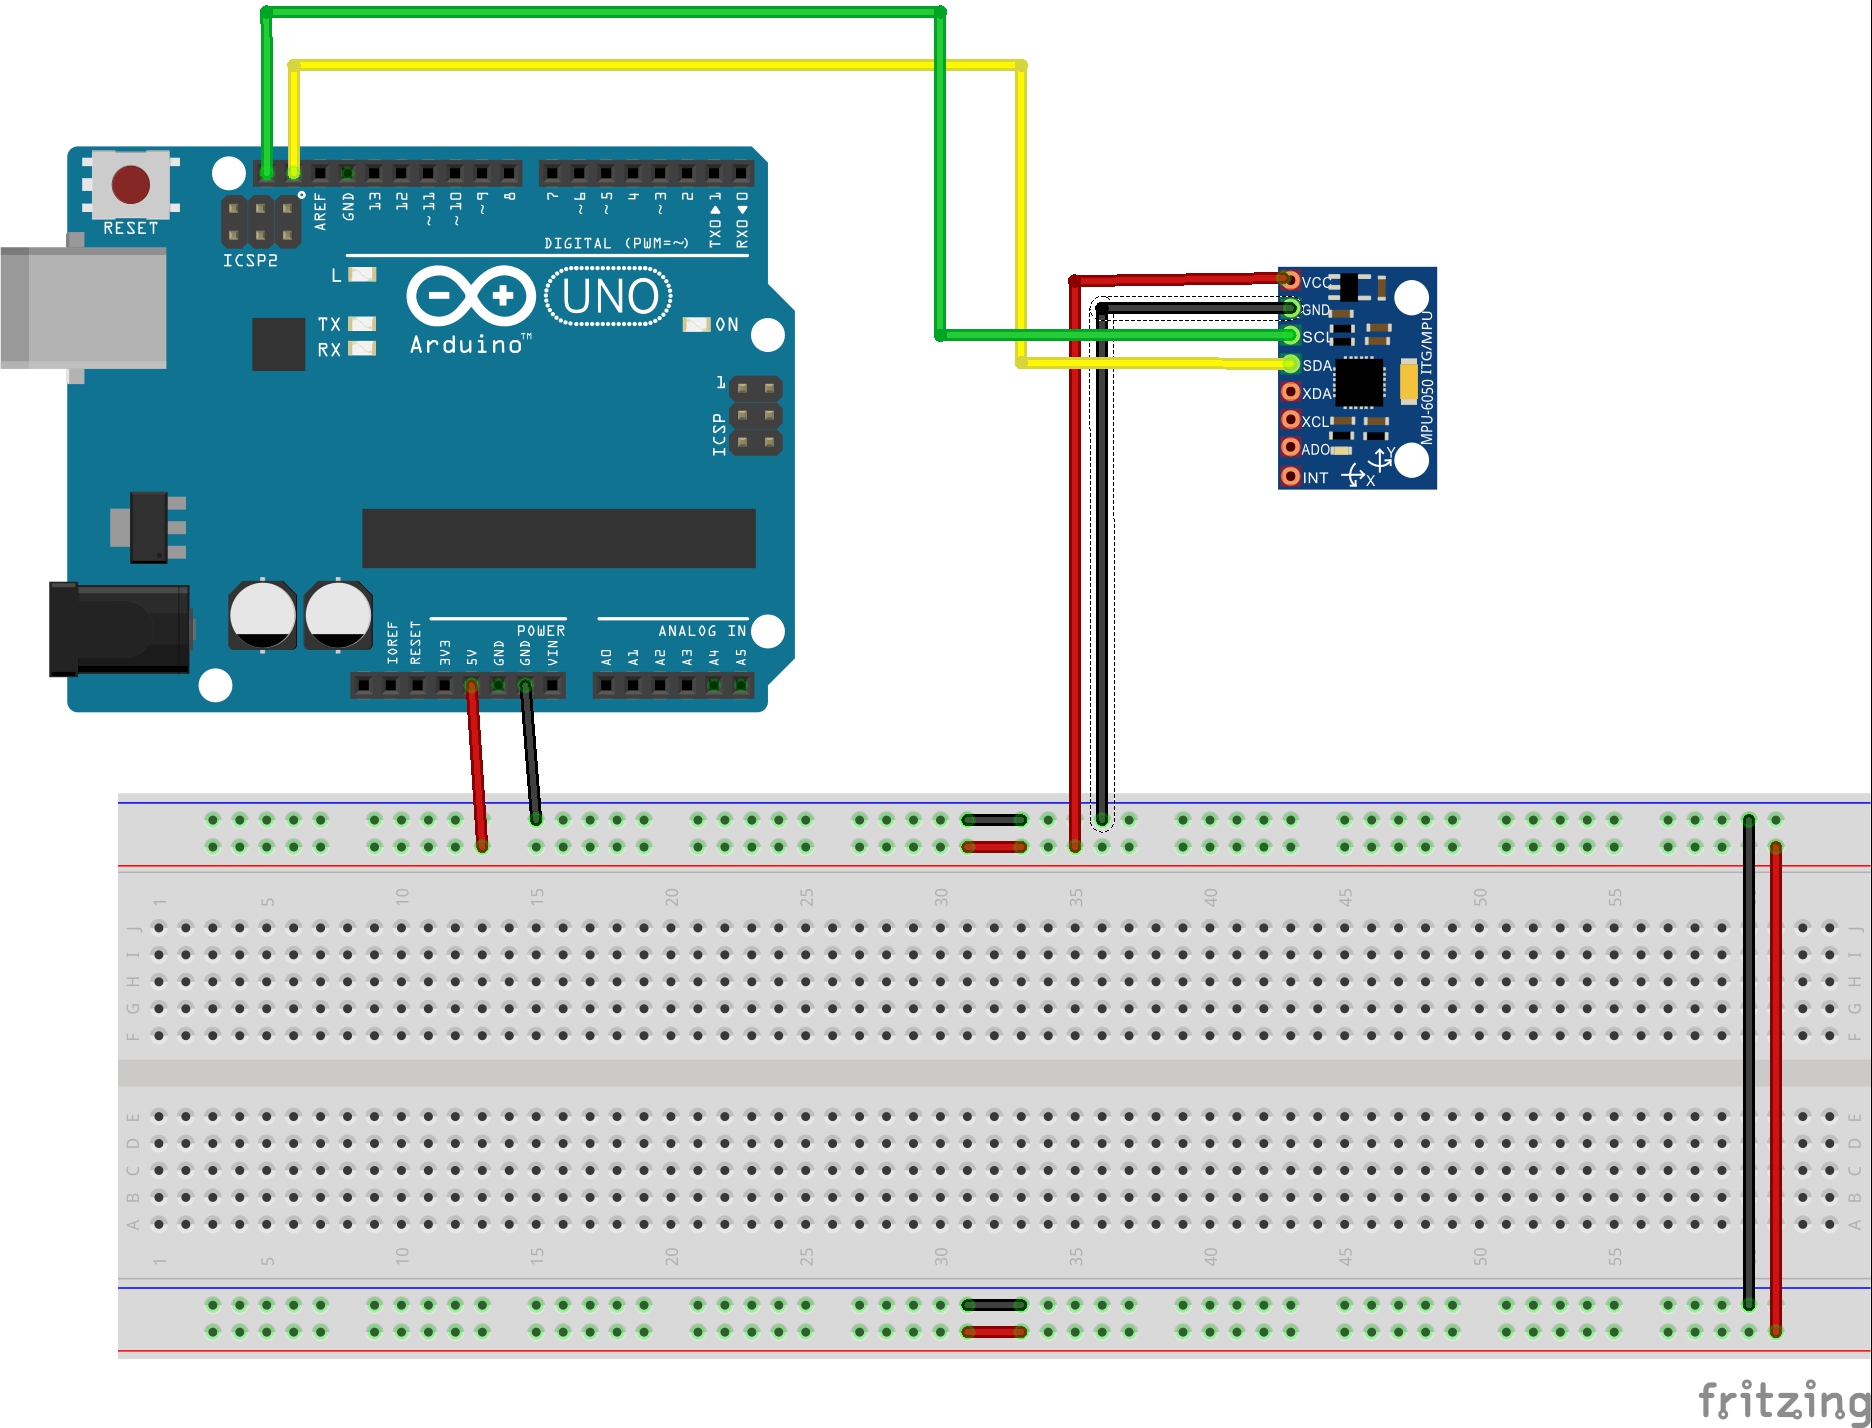 RESET
ICSP2
AREF
GND
13
12
~11
~10
~9
8
7
~6
~5
4
~3
2
TX0▶1
RX0◀0
DIGITAL (PWM=~)
L
TX
RX
UNO
Arduino™
ON
1
ICSP
IOREF
RESET
3V3
5V
GND
GND
VIN
POWER
ANALOG IN
A0
A1
A2
A3
A4
A5
VCC
GND
SCL
SDA
XDA
XCL
ADO
INT
MPU-6050 ITG/MPU
Y
X
1 5 10 15 20 25 30 35 40 45 50 55
J J
I I
H H
G G
F F
E E
D D
C C
B B
A A
1 5 10 15 20 25 30 35 40 45 50 55
fritzing